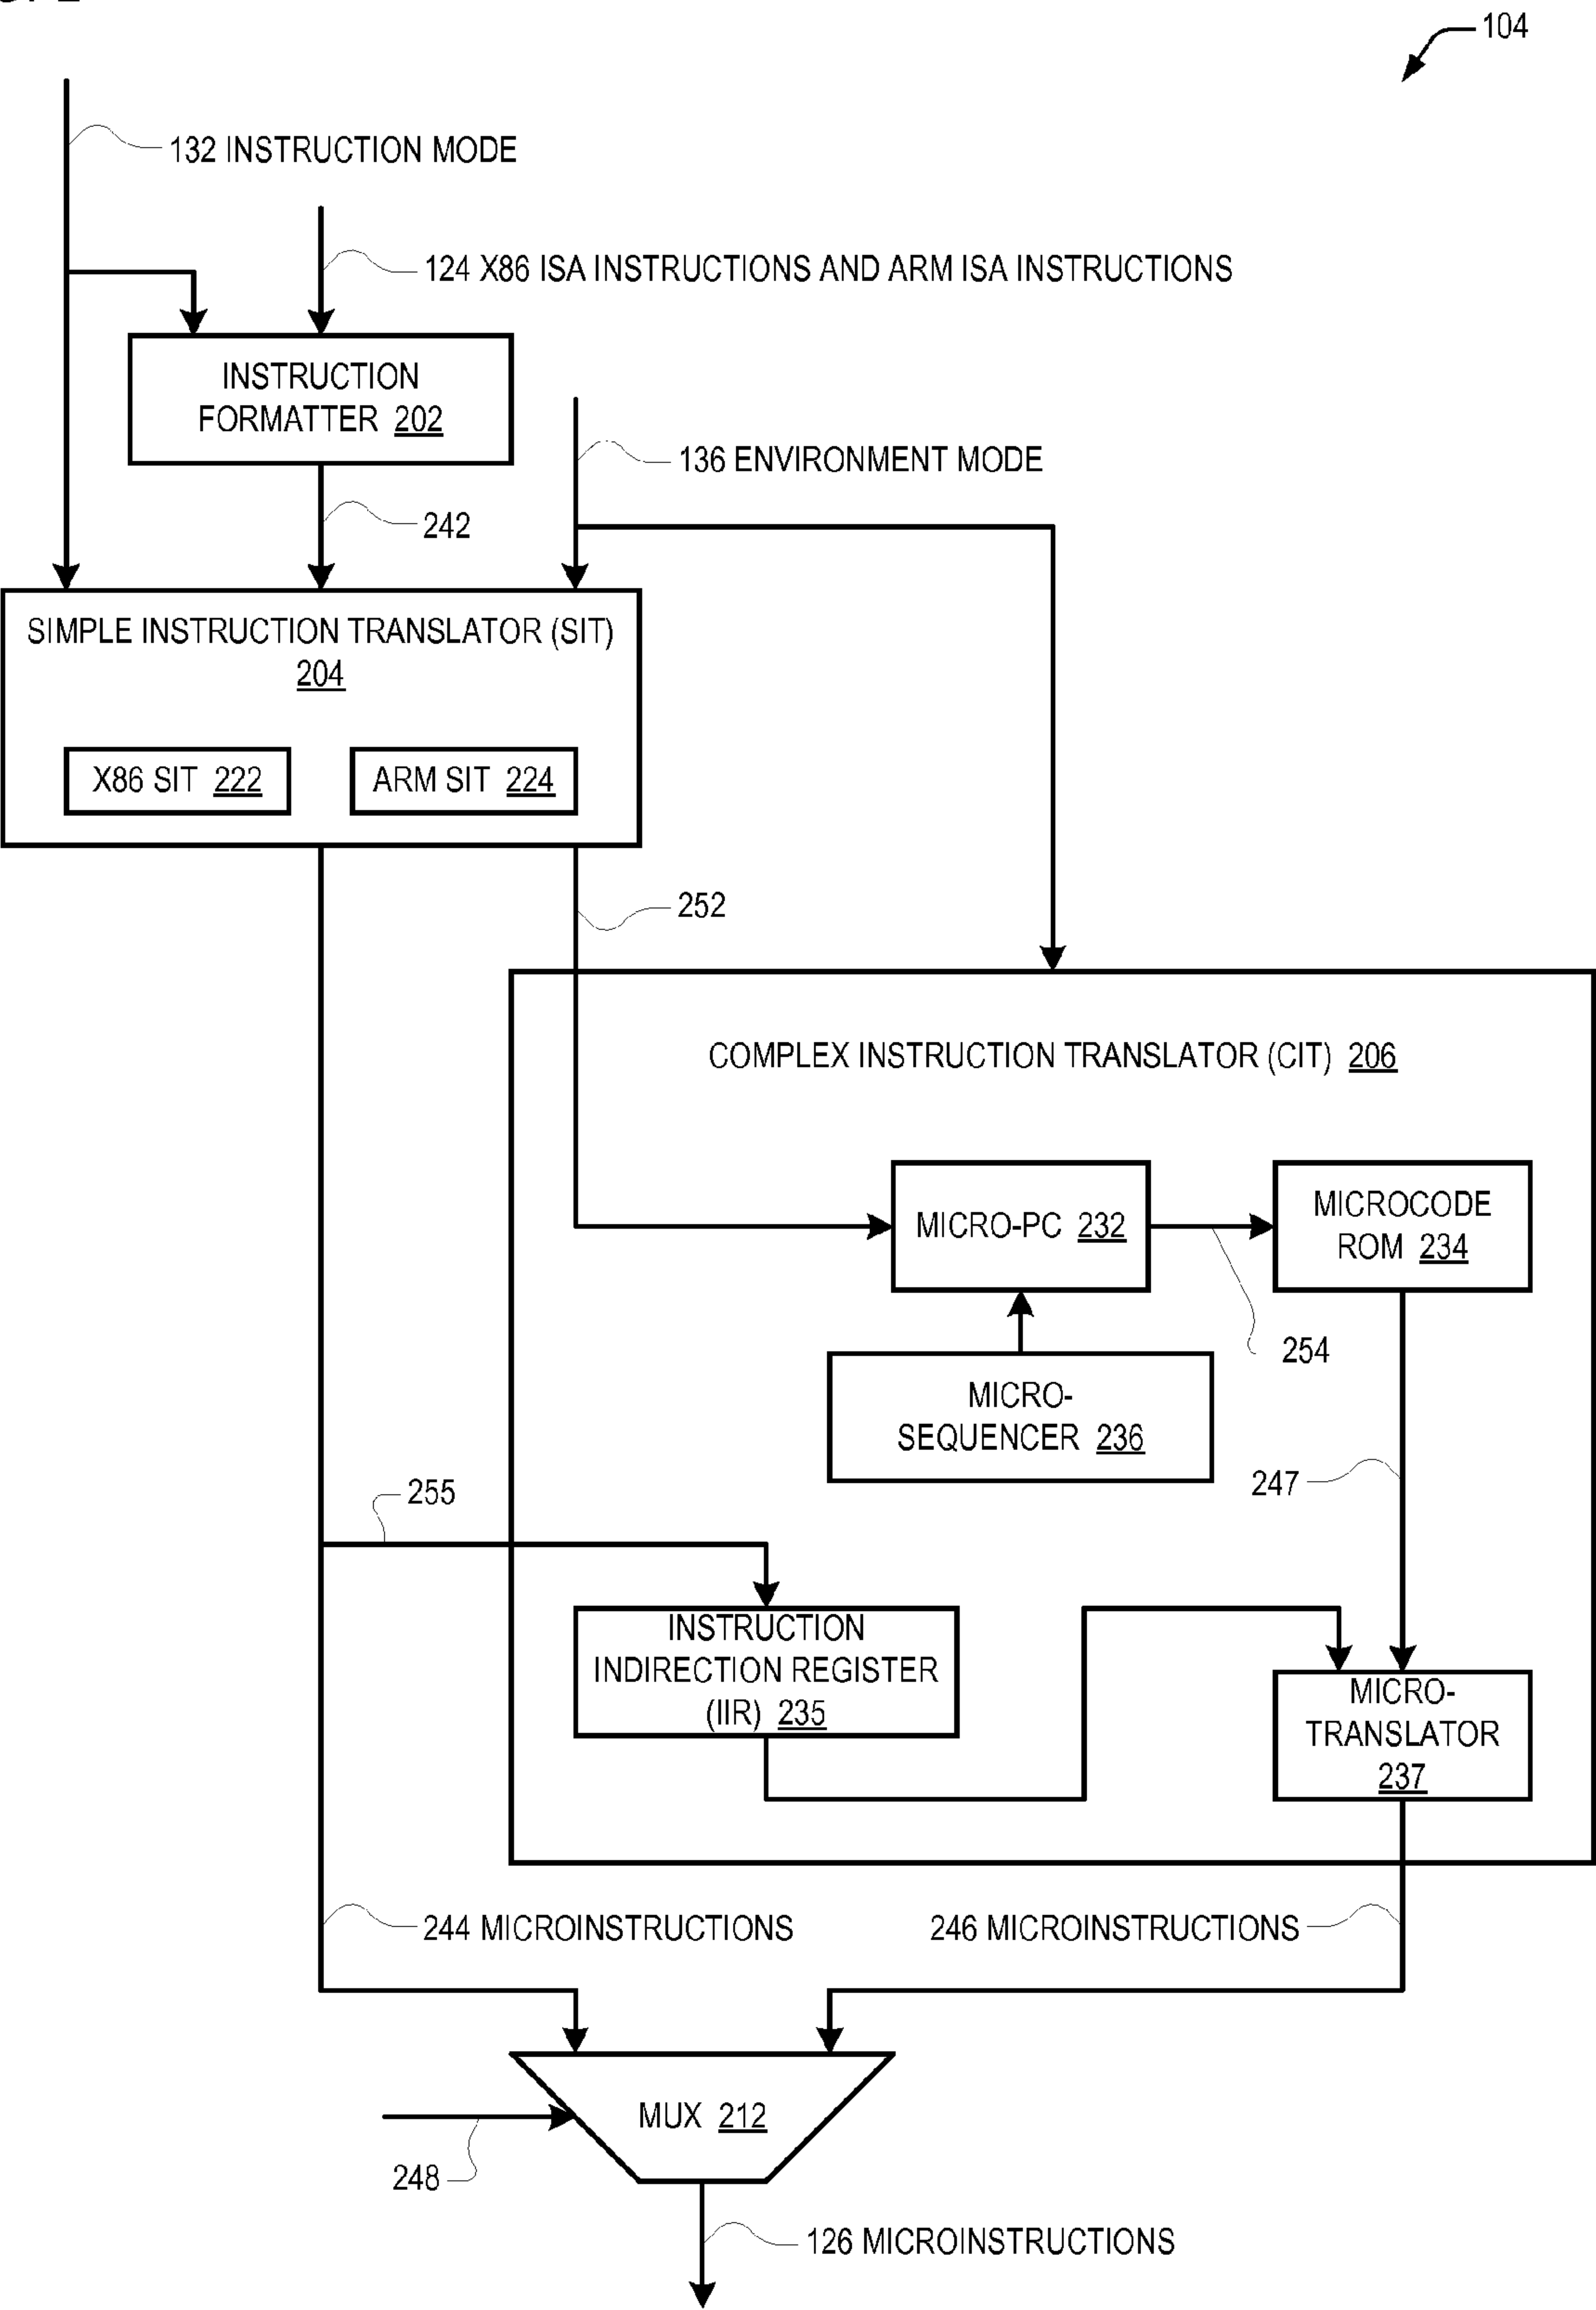 104
132 INSTRUCTION MODE
124 X86 ISA INSTRUCTIONS AND ARM ISA INSTRUCTIONS
INSTRUCTION
FORMATTER 202
136 ENVIRONMENT MODE
242
SIMPLE INSTRUCTION TRANSLATOR (SIT)
204
X86 SIT 222
ARM SIT 224
252
COMPLEX INSTRUCTION TRANSLATOR (CIT) 206
MICRO-PC 232
MICROCODE
ROM 234
254
MICRO-
SEQUENCER 236
247
255
INSTRUCTION
INDIRECTION REGISTER
(IIR) 235
MICRO-
TRANSLATOR
237
244 MICROINSTRUCTIONS
246 MICROINSTRUCTIONS
MUX 212
248
126 MICROINSTRUCTIONS